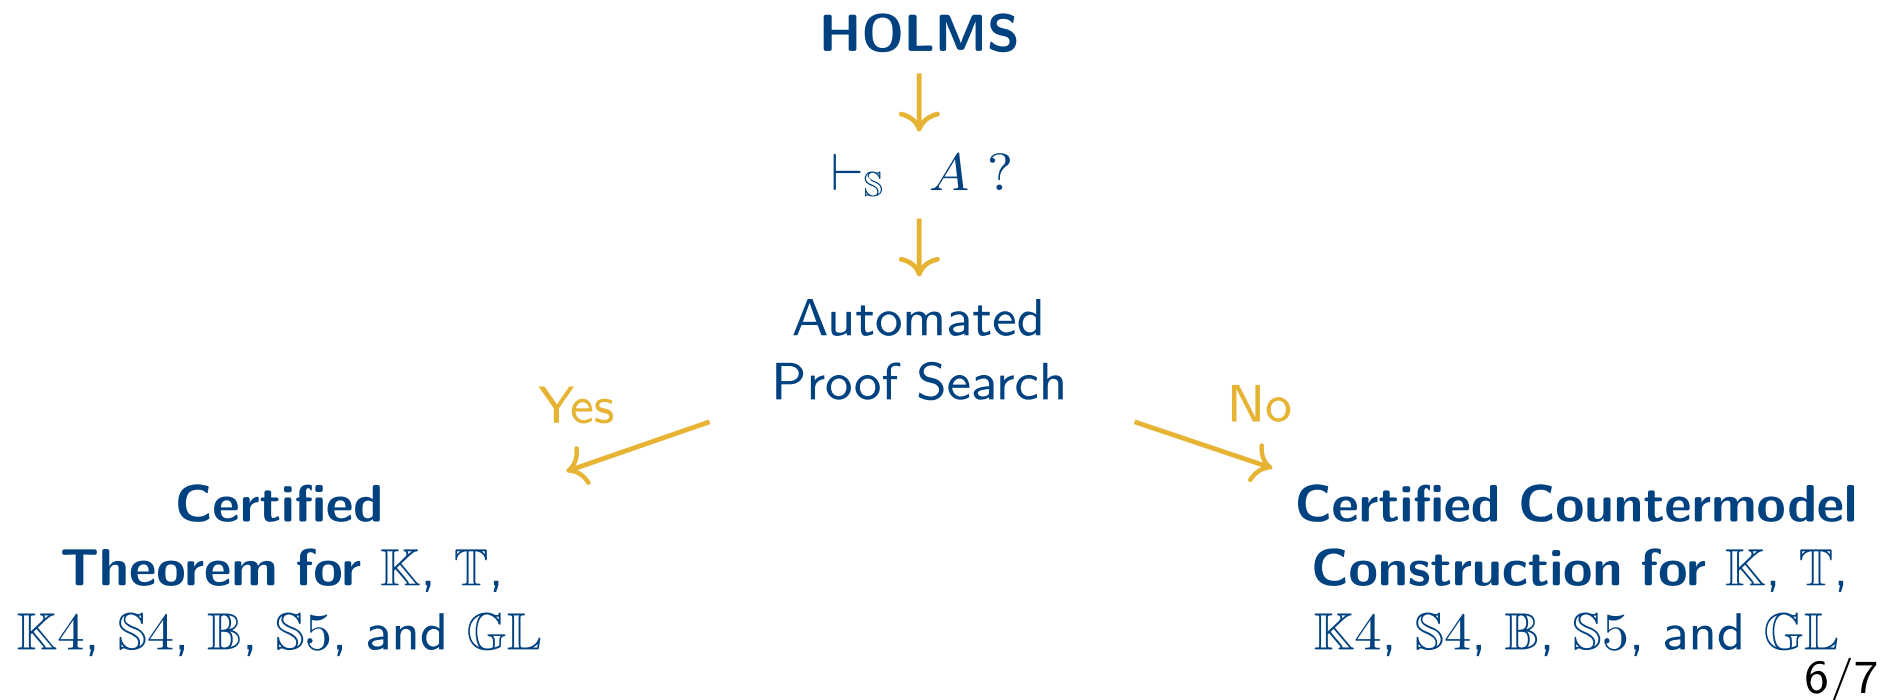 HOLMS
⊢𝕊 A ?
Automated
Proof Search
Yes
No
Certified
Theorem for 𝕂, 𝕋,
𝕂4, 𝕊4, 𝔹, 𝕊5, and 𝔾𝕃
Certified Countermodel
Construction for 𝕂, 𝕋,
𝕂4, 𝕊4, 𝔹, 𝕊5, and 𝔾𝕃
6/7